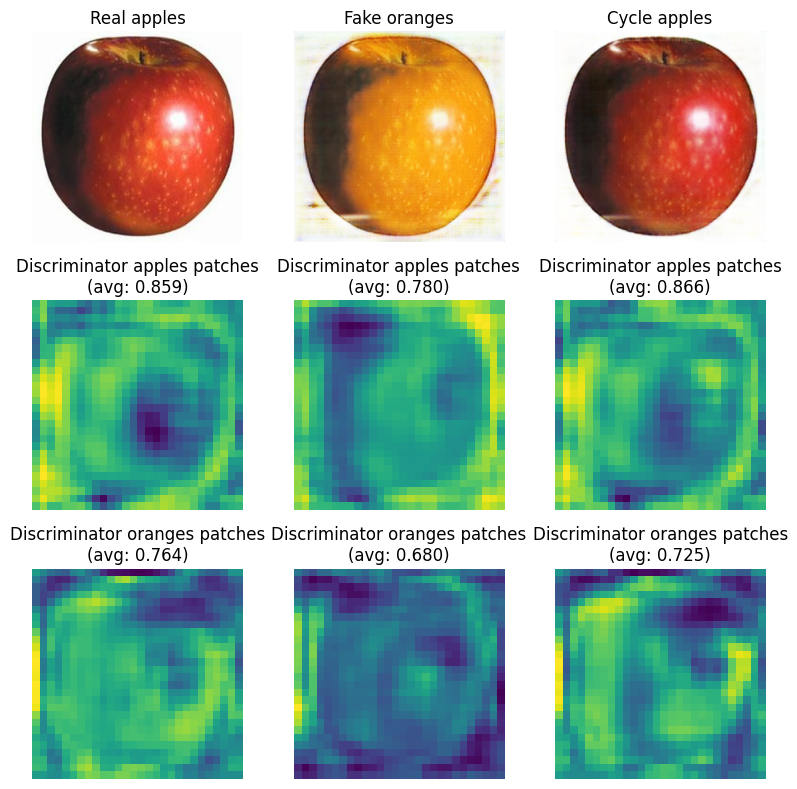 Real apples
Fake oranges
Cycle apples
Discriminator apples patches
(avg: 0.859)
Discriminator apples patches
(avg: 0.780)
Discriminator apples patches
(avg: 0.866)
Discriminator oranges patches
(avg: 0.764)
Discriminator oranges patches
(avg: 0.680)
Discriminator oranges patches
(avg: 0.725)